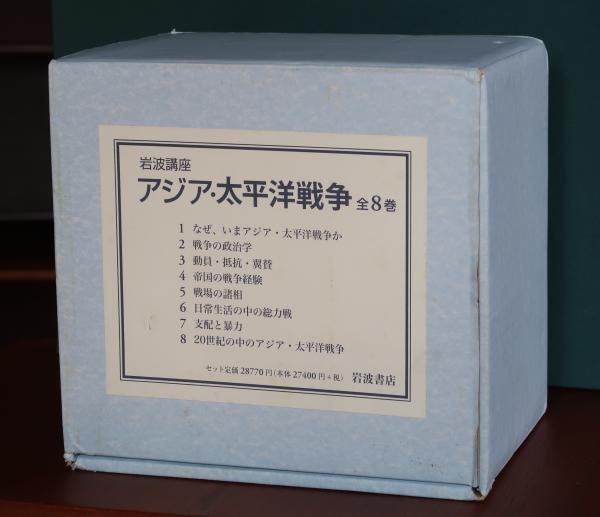 岩波講座
アジア・太平洋戦争 全8巻
1 なぜ、いまアジア・太平洋戦争か
2 戦争の政治学
3 動員・抵抗・翼賛
4 帝国の戦争経験
5 戦場の諸相
6 日常生活の中の総力戦
7 支配と暴力
8 20世紀の中のアジア・太平洋戦争
セット定価 28770円(本体 27400円+税) 岩波書店